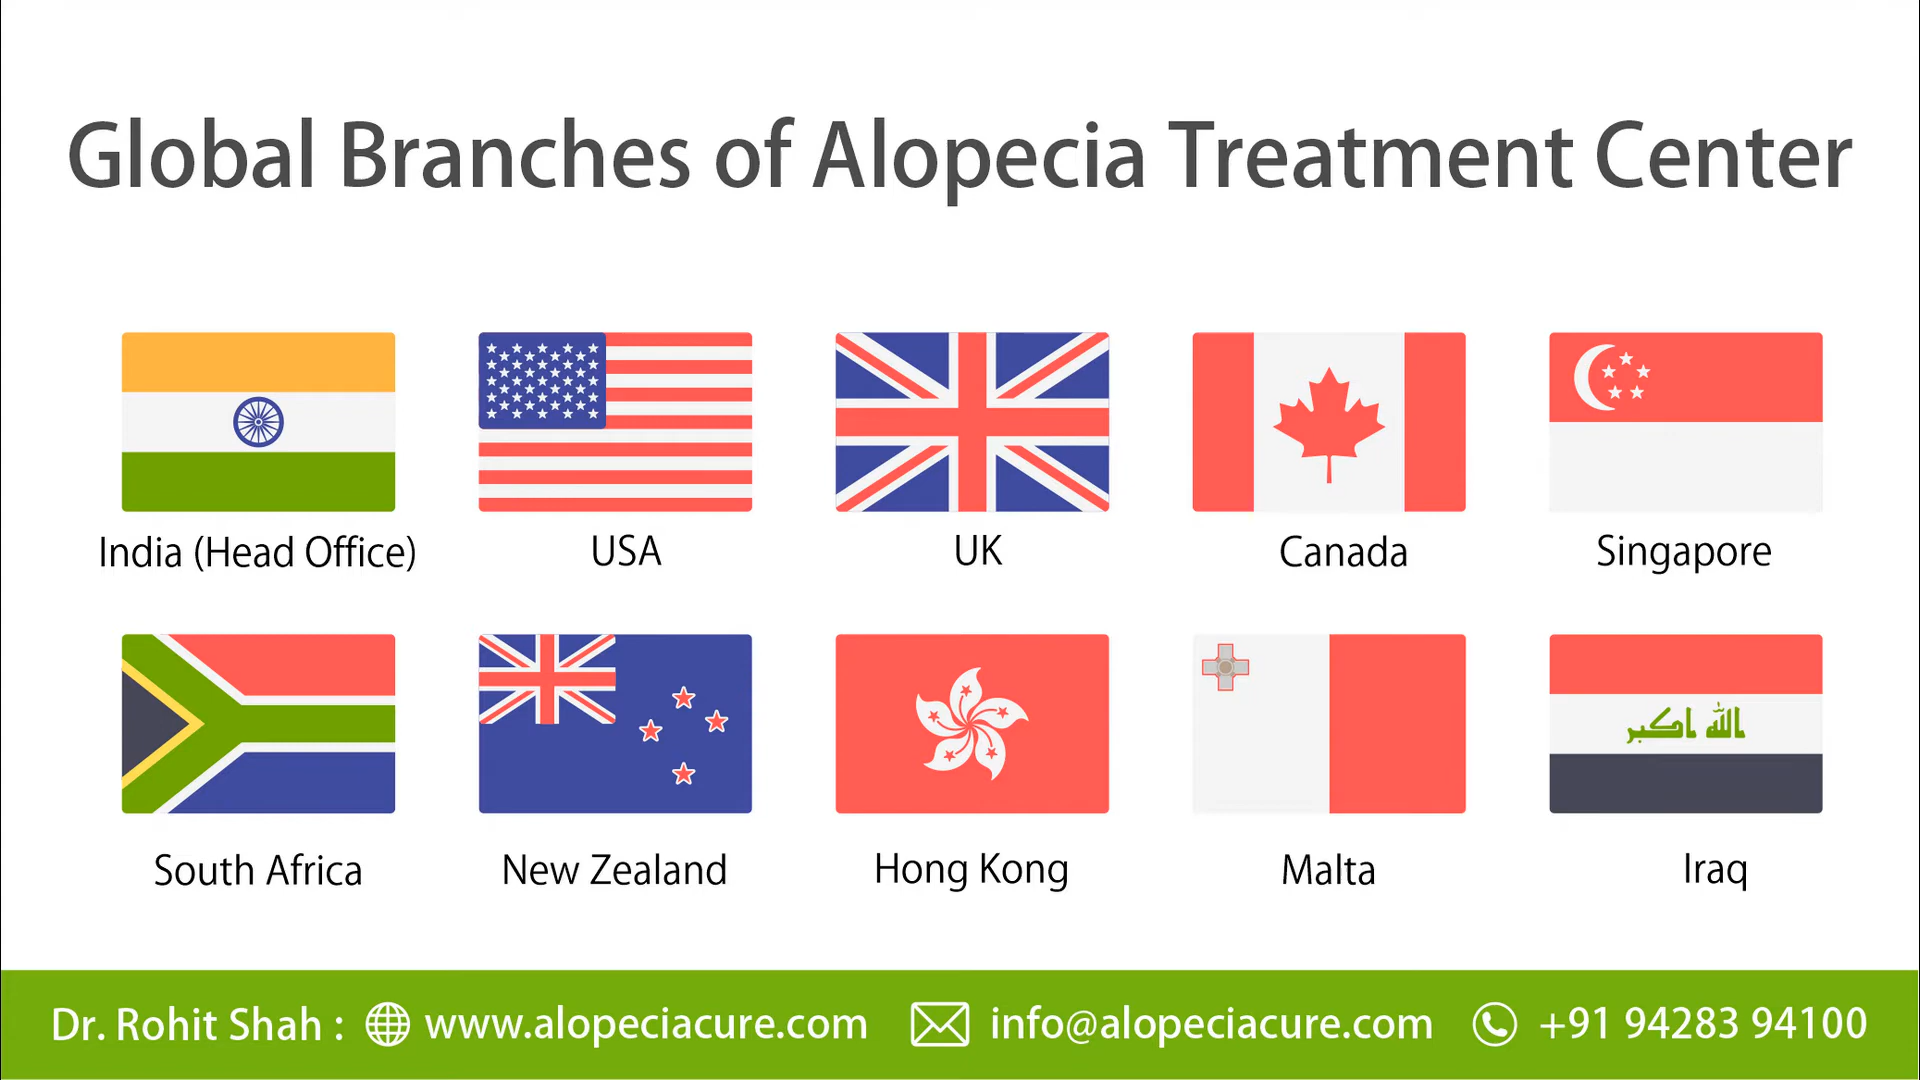 Global Branches of Alopecia Treatment Center
India (Head Office)
USA
UK
Canada
Singapore
الله اكبر
South Africa
New Zealand
Hong Kong
Malta
Iraq
Dr. Rohit Shah : www.alopeciacure.com info@alopeciacure.com +91 94283 94100